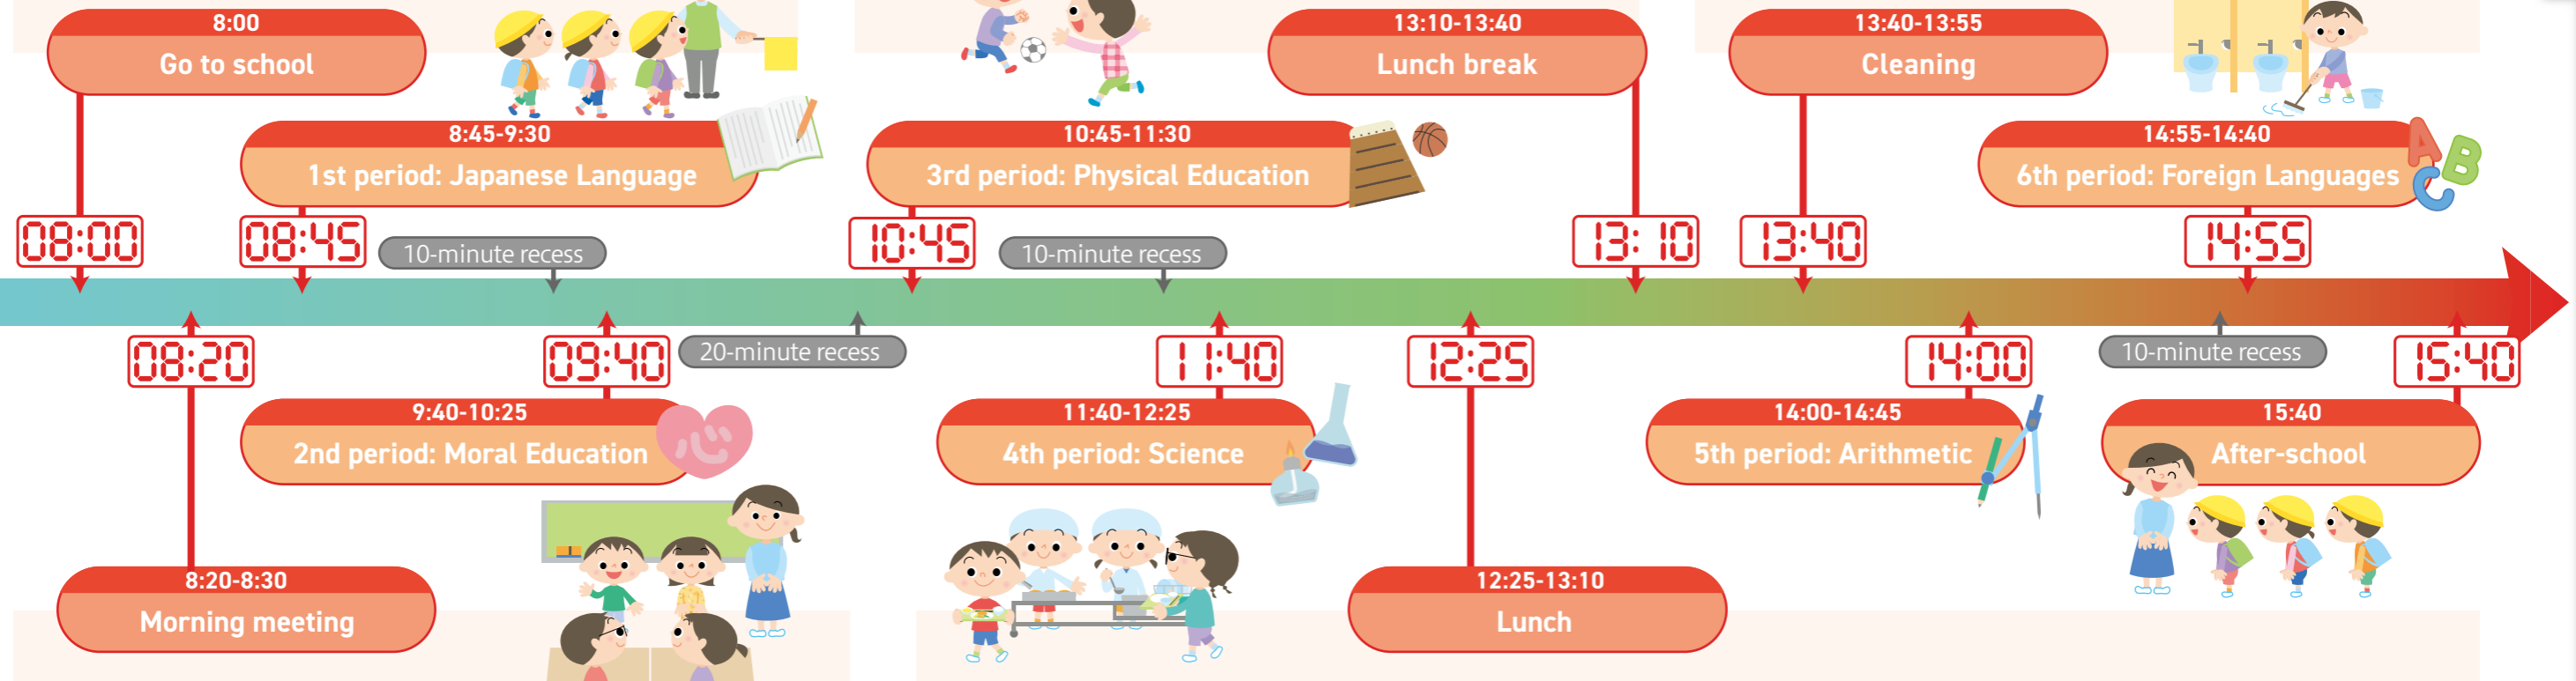 8:00
Go to school
08:00
8:20-8:30
Morning meeting
08:20
8:45-9:30
1st period: Japanese Language
08:45
10-minute recess
9:40-10:25
2nd period: Moral Education
心
09:40
20-minute recess
10:45-11:30
3rd period: Physical Education
10:45
10-minute recess
11:40-12:25
4th period: Science
11:40
12:25-13:10
Lunch
12:25
13:10-13:40
Lunch break
13:10
13:40-13:55
Cleaning
13:40
14:00-14:45
5th period: Arithmetic
14:00
10-minute recess
14:55-14:40
6th period: Foreign Languages
A B C
14:55
15:40
After-school
15:40